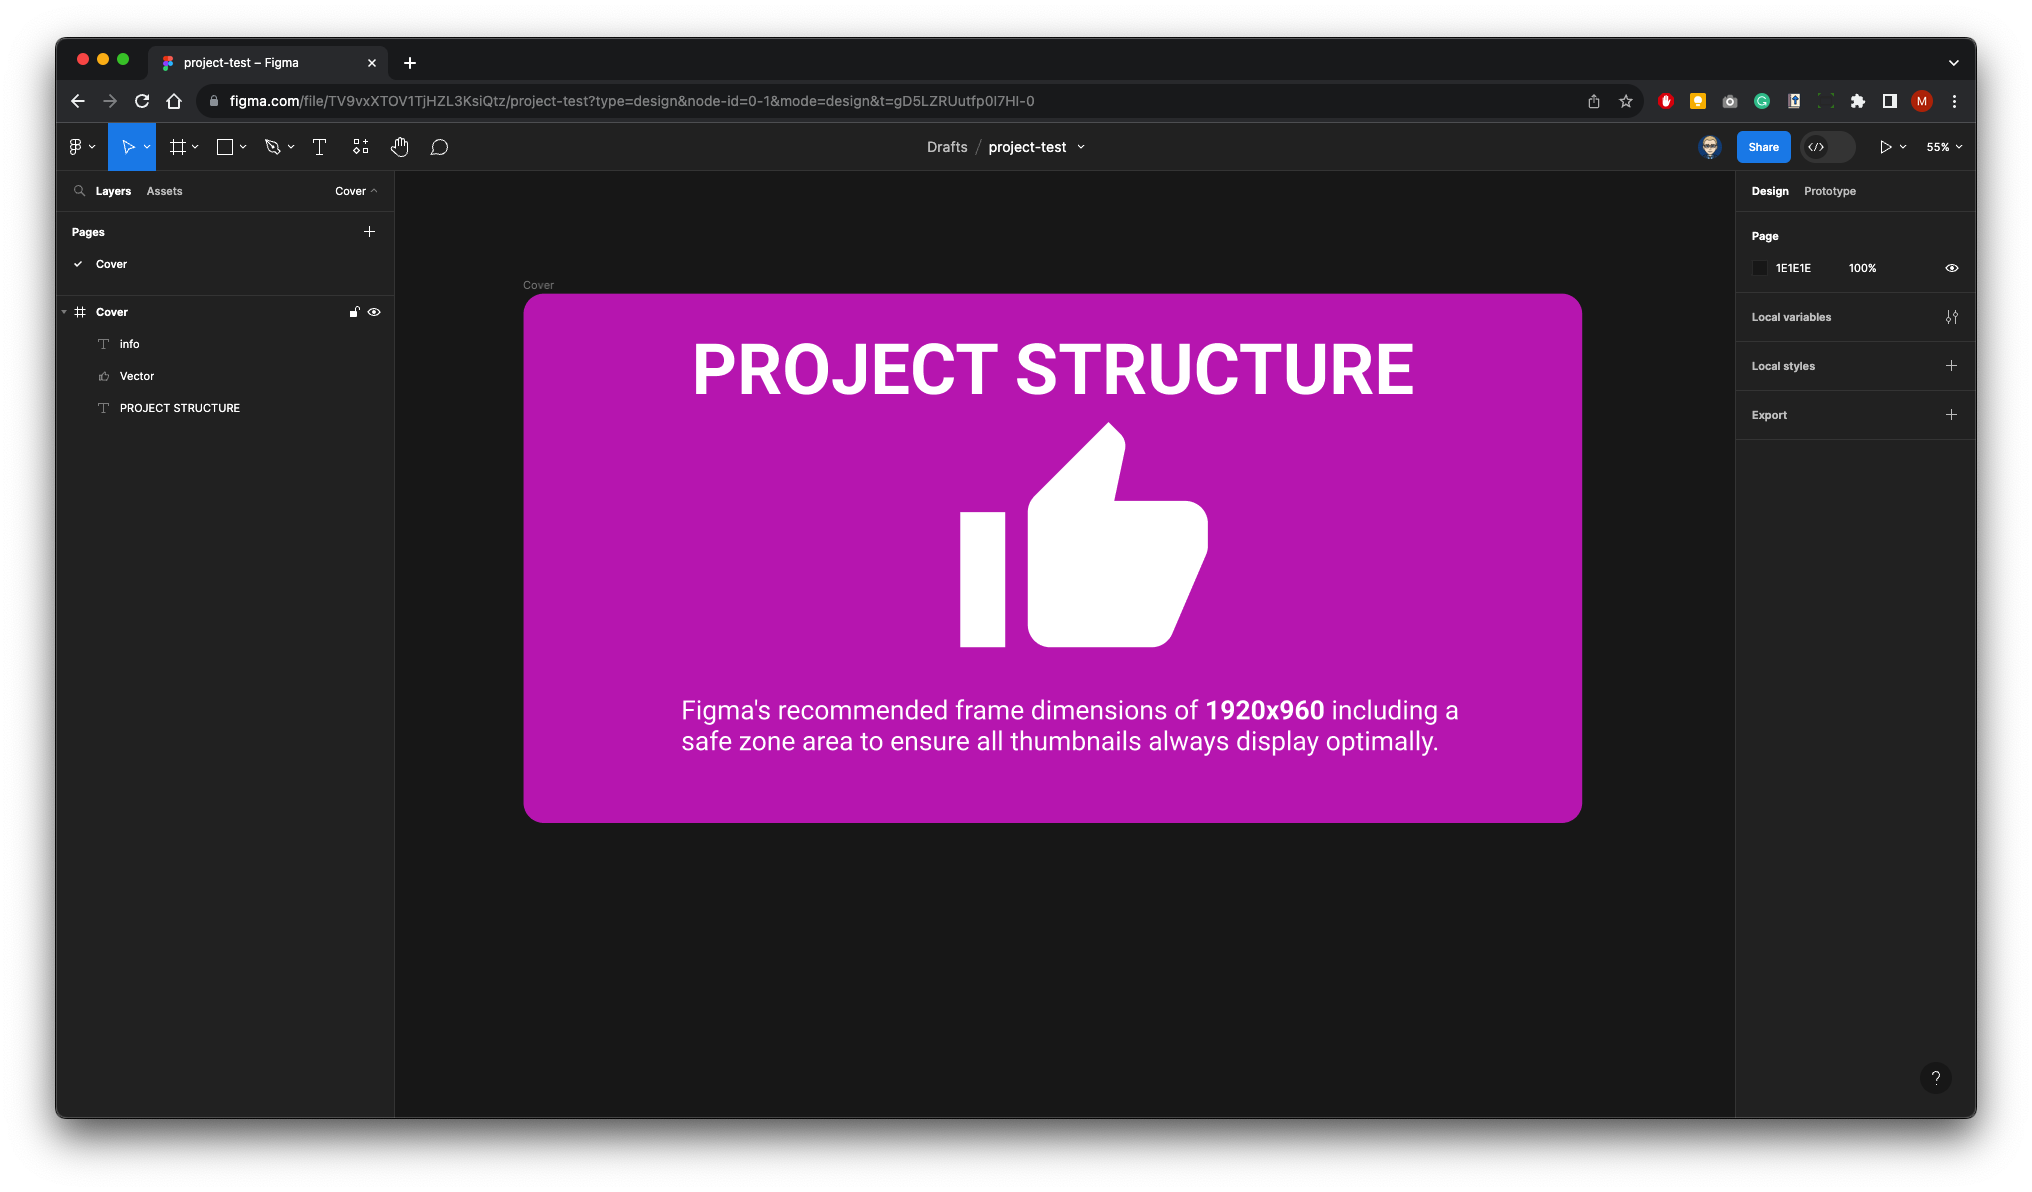 project-test – Figma
figma.com/file/TV9vxXTOV1TjHZL3KsiQtz/project-test?type=design&node-id=0-1&mode=design&t=gD5LZRUutfp0I7HI-0
M
Drafts / project-test
Share
</>
55%
Layers Assets
Cover
Design Prototype
Pages
Cover
Page
1E1E1E 100%
Cover
info
Vector
PROJECT STRUCTURE
Local variables
Local styles
Export
Cover
PROJECT STRUCTURE
Figma's recommended frame dimensions of 1920x960 including a
safe zone area to ensure all thumbnails always display optimally.
?